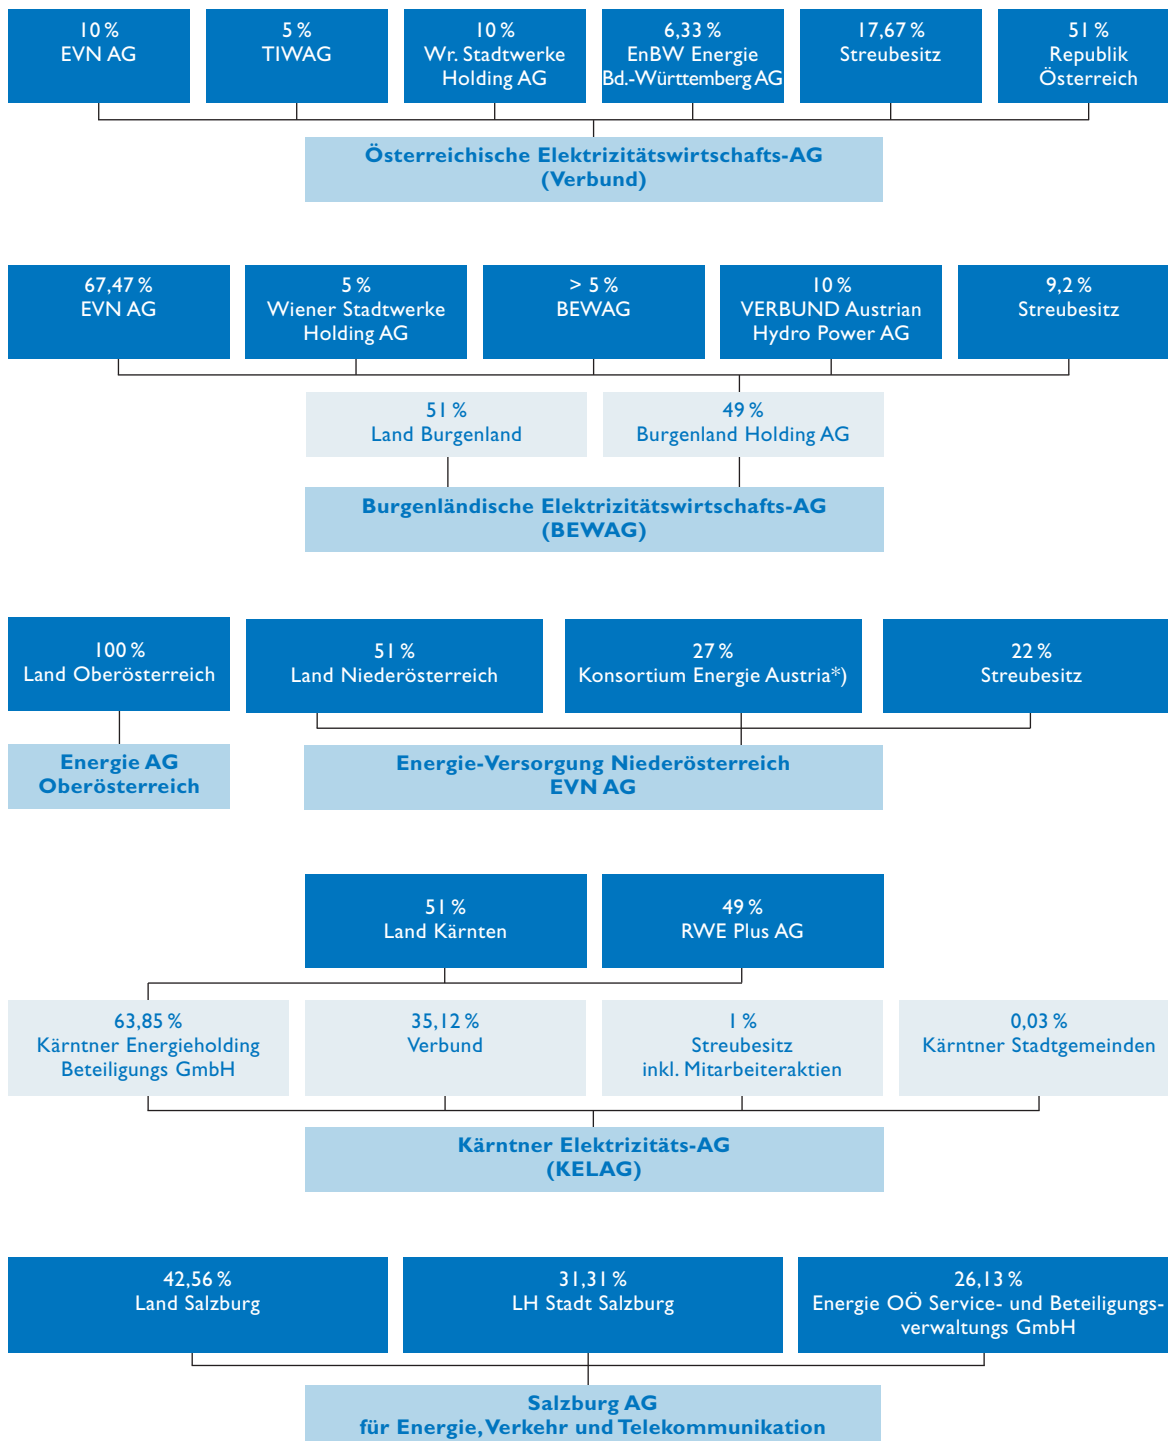 10 %
EVN AG
5 %
TIWAG
10 %
Wr. Stadtwerke
Holding AG
6,33 %
EnBW Energie
Bd.-Württemberg AG
17,67 %
Streubesitz
51 %
Republik
Österreich
Österreichische Elektrizitätswirtschafts-AG
(Verbund)
67,47 %
EVN AG
5 %
Wiener Stadtwerke
Holding AG
> 5 %
BEWAG
10 %
VERBUND Austrian
Hydro Power AG
9,2 %
Streubesitz
51 %
Land Burgenland
49 %
Burgenland Holding AG
Burgenländische Elektrizitätswirtschafts-AG
(BEWAG)
100 %
Land Oberösterreich
51 %
Land Niederösterreich
27 %
Konsortium Energie Austria*)
22 %
Streubesitz
Energie AG
Oberösterreich
Energie-Versorgung Niederösterreich
EVN AG
51 %
Land Kärnten
49 %
RWE Plus AG
63,85 %
Kärntner Energieholding
Beteiligungs GmbH
35,12 %
Verbund
1 %
Streubesitz
inkl. Mitarbeiteraktien
0,03 %
Kärntner Stadtgemeinden
Kärntner Elektrizitäts-AG
(KELAG)
42,56 %
Land Salzburg
31,31 %
LH Stadt Salzburg
26,13 %
Energie OÖ Service- und Beteiligungs-
verwaltungs GmbH
Salzburg AG
für Energie, Verkehr und Telekommunikation